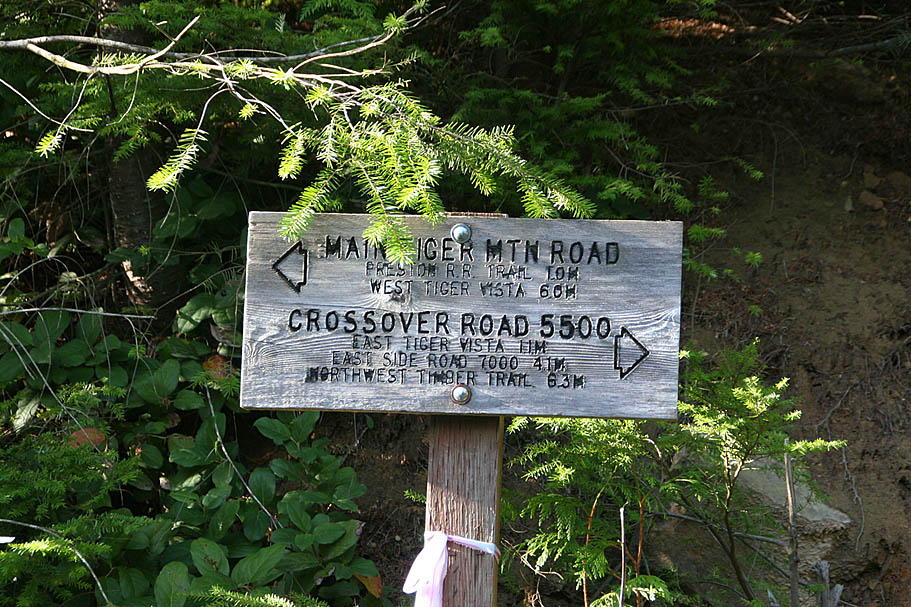 MAIN TIGER MTN ROAD
PRESTON R.R. TRAIL 1.0M
WEST TIGER VISTA 6.0M
CROSSOVER ROAD 5500
EAST TIGER VISTA 1.1M
EAST SIDE ROAD 7000 4.1M
NORTHWEST TIMBER TRAIL 6.3M